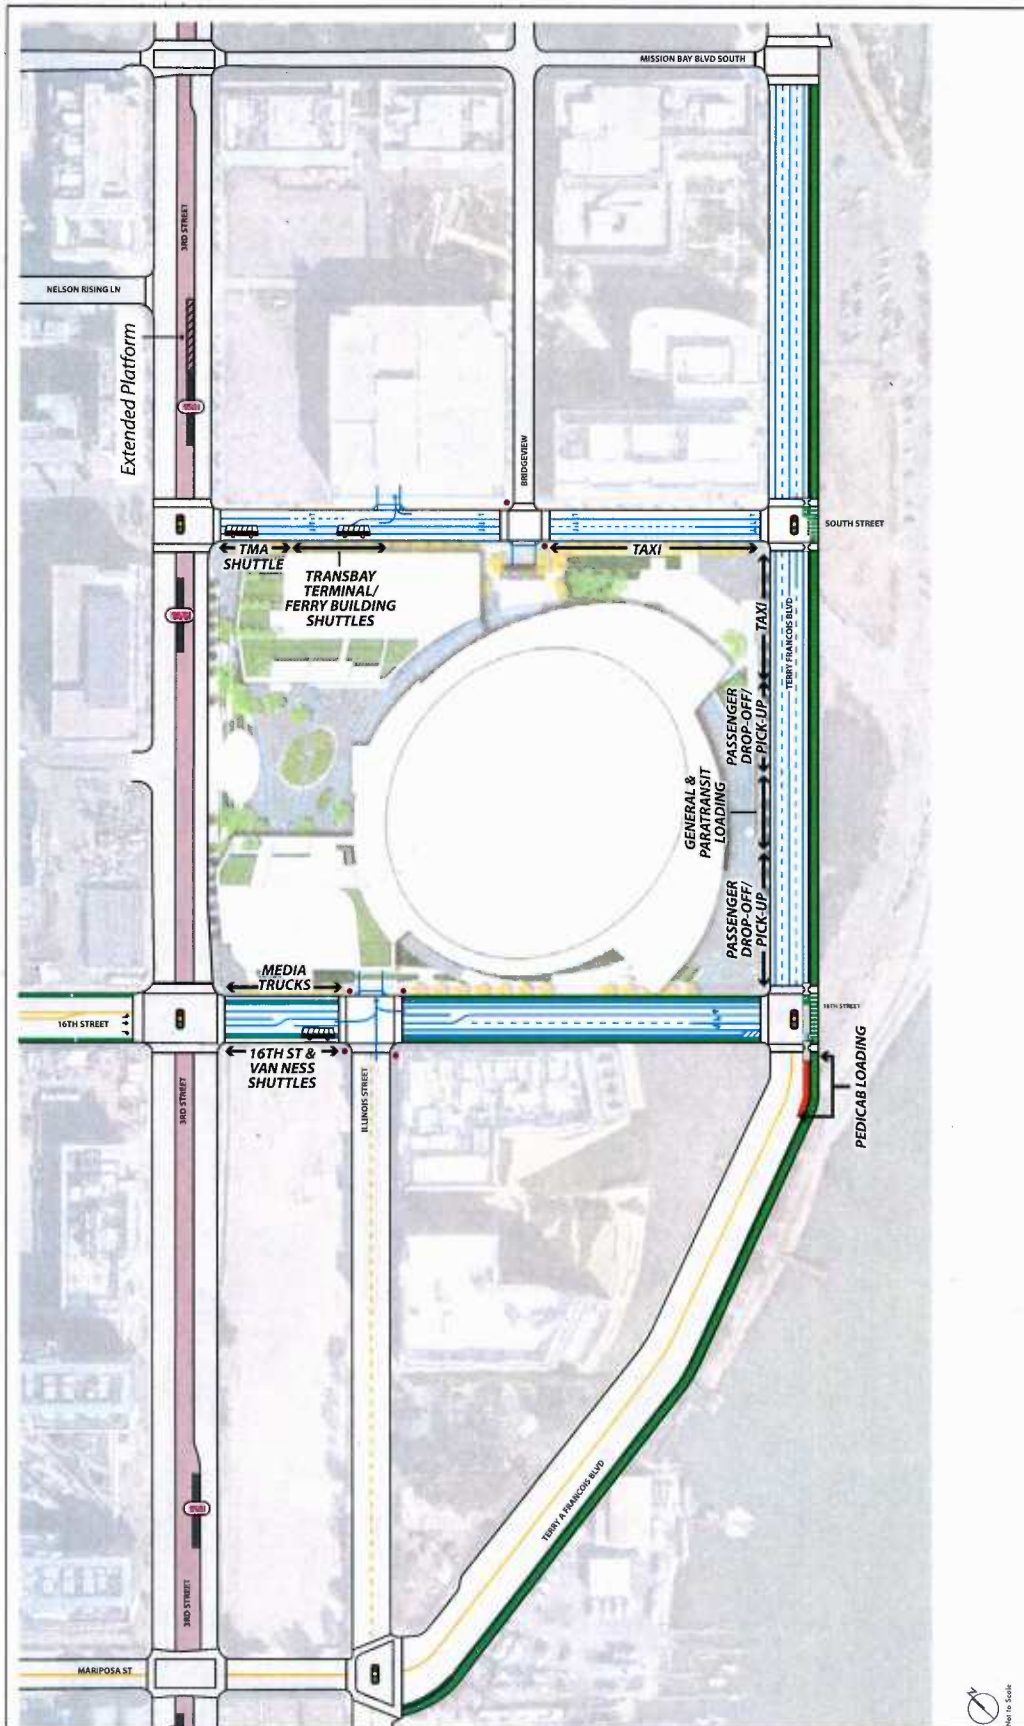 MISSION BAY BLVD SOUTH
3RD STREET
NELSON RISING LN
Extended Platform
BRIDGEVIEW
SOUTH STREET
TMA
SHUTTLE
TRANSBAY
TERMINAL/
FERRY BUILDING
SHUTTLES
TAXI
TAXI
TERRY FRANCOIS BLVD
PASSENGER
DROP-OFF/
PICK-UP
GENERAL &
PARATRANSIT
LOADING
PASSENGER
DROP-OFF/
PICK-UP
MEDIA
TRUCKS
16TH STREET
16TH STREET
16TH ST &
VAN NESS
SHUTTLES
3RD STREET
ILLINOIS STREET
PEDICAB LOADING
TERRY A FRANCOIS BLVD
3RD STREET
MARIPOSA ST
N
Not to Scale